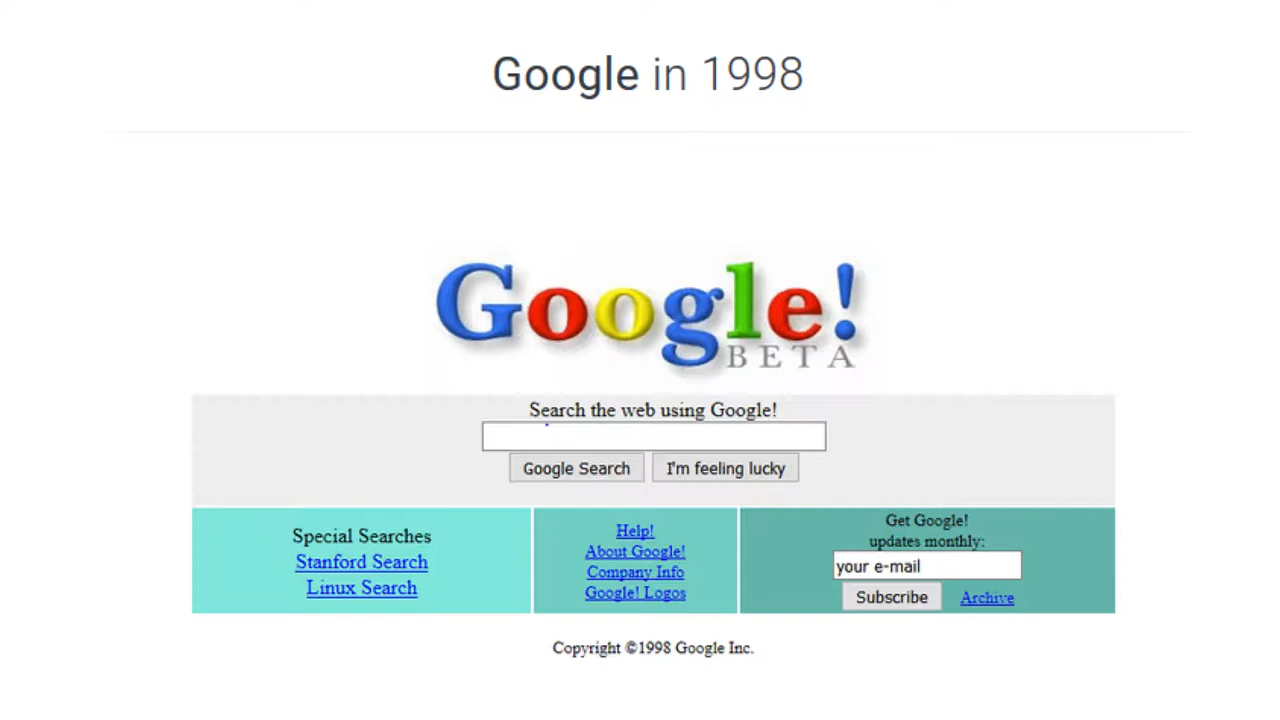 Google in 1998
Google!
BETA
Search the web using Google!
Google Search I'm feeling lucky
Special Searches
Stanford Search
Linux Search
Help!
About Google!
Company Info
Google! Logos
Get Google!
updates monthly:
your e-mail
Subscribe Archive
Copyright ©1998 Google Inc.